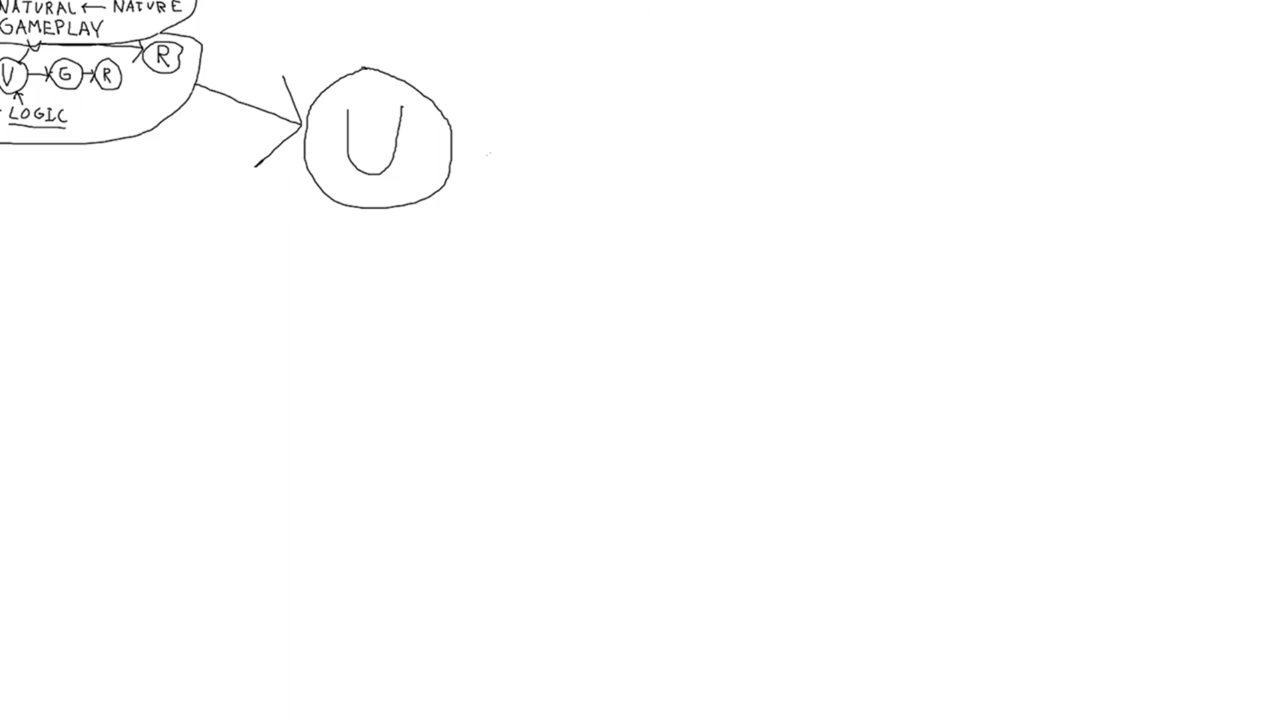 NATURAL ← NATURE
GAMEPLAY
R
U → G → R
LOGIC
U